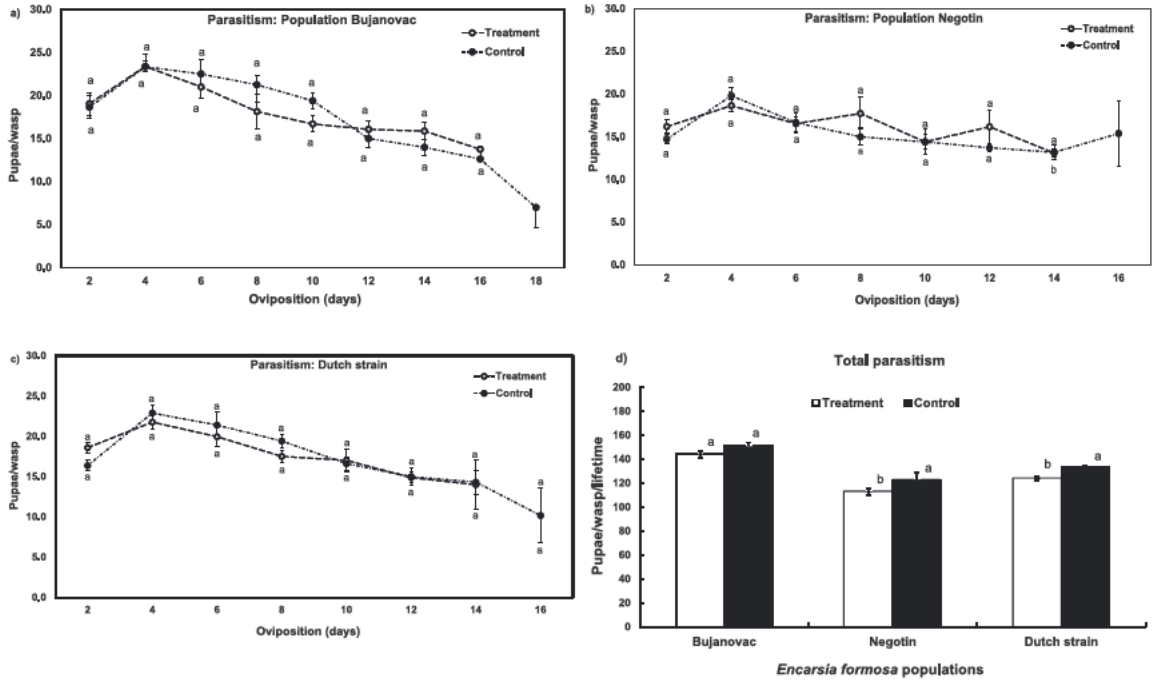 a)
Parasitism: Population Bujanovac
Treatment
Control
30.0
25.0
20.0
15.0
10.0
5.0
0.0
Pupae/wasp
a a a a a
a a a a a a a a
a a a
2 4 6 8 10 12 14 16 18
Oviposition (days)
b)
Parasitism: Population Negotin
Treatment
Control
30.0
25.0
20.0
15.0
10.0
5.0
0.0
Pupae/wasp
a a a a a a a
a a a a a a b
2 4 6 8 10 12 14 16
Oviposition (days)
c)
Parasitism: Dutch strain
Treatment
Control
30.0
25.0
20.0
15.0
10.0
5.0
0.0
Pupae/wasp
a a a a a a a a
a a a a a a a a
2 4 6 8 10 12 14 16
Oviposition (days)
d)
Total parasitism
Treatment Control
200
180
160
140
120
100
80
60
40
20
0
Pupae/wasp/lifetime
a a b a b a
Bujanovac Negotin Dutch strain
Encarsia formosa populations